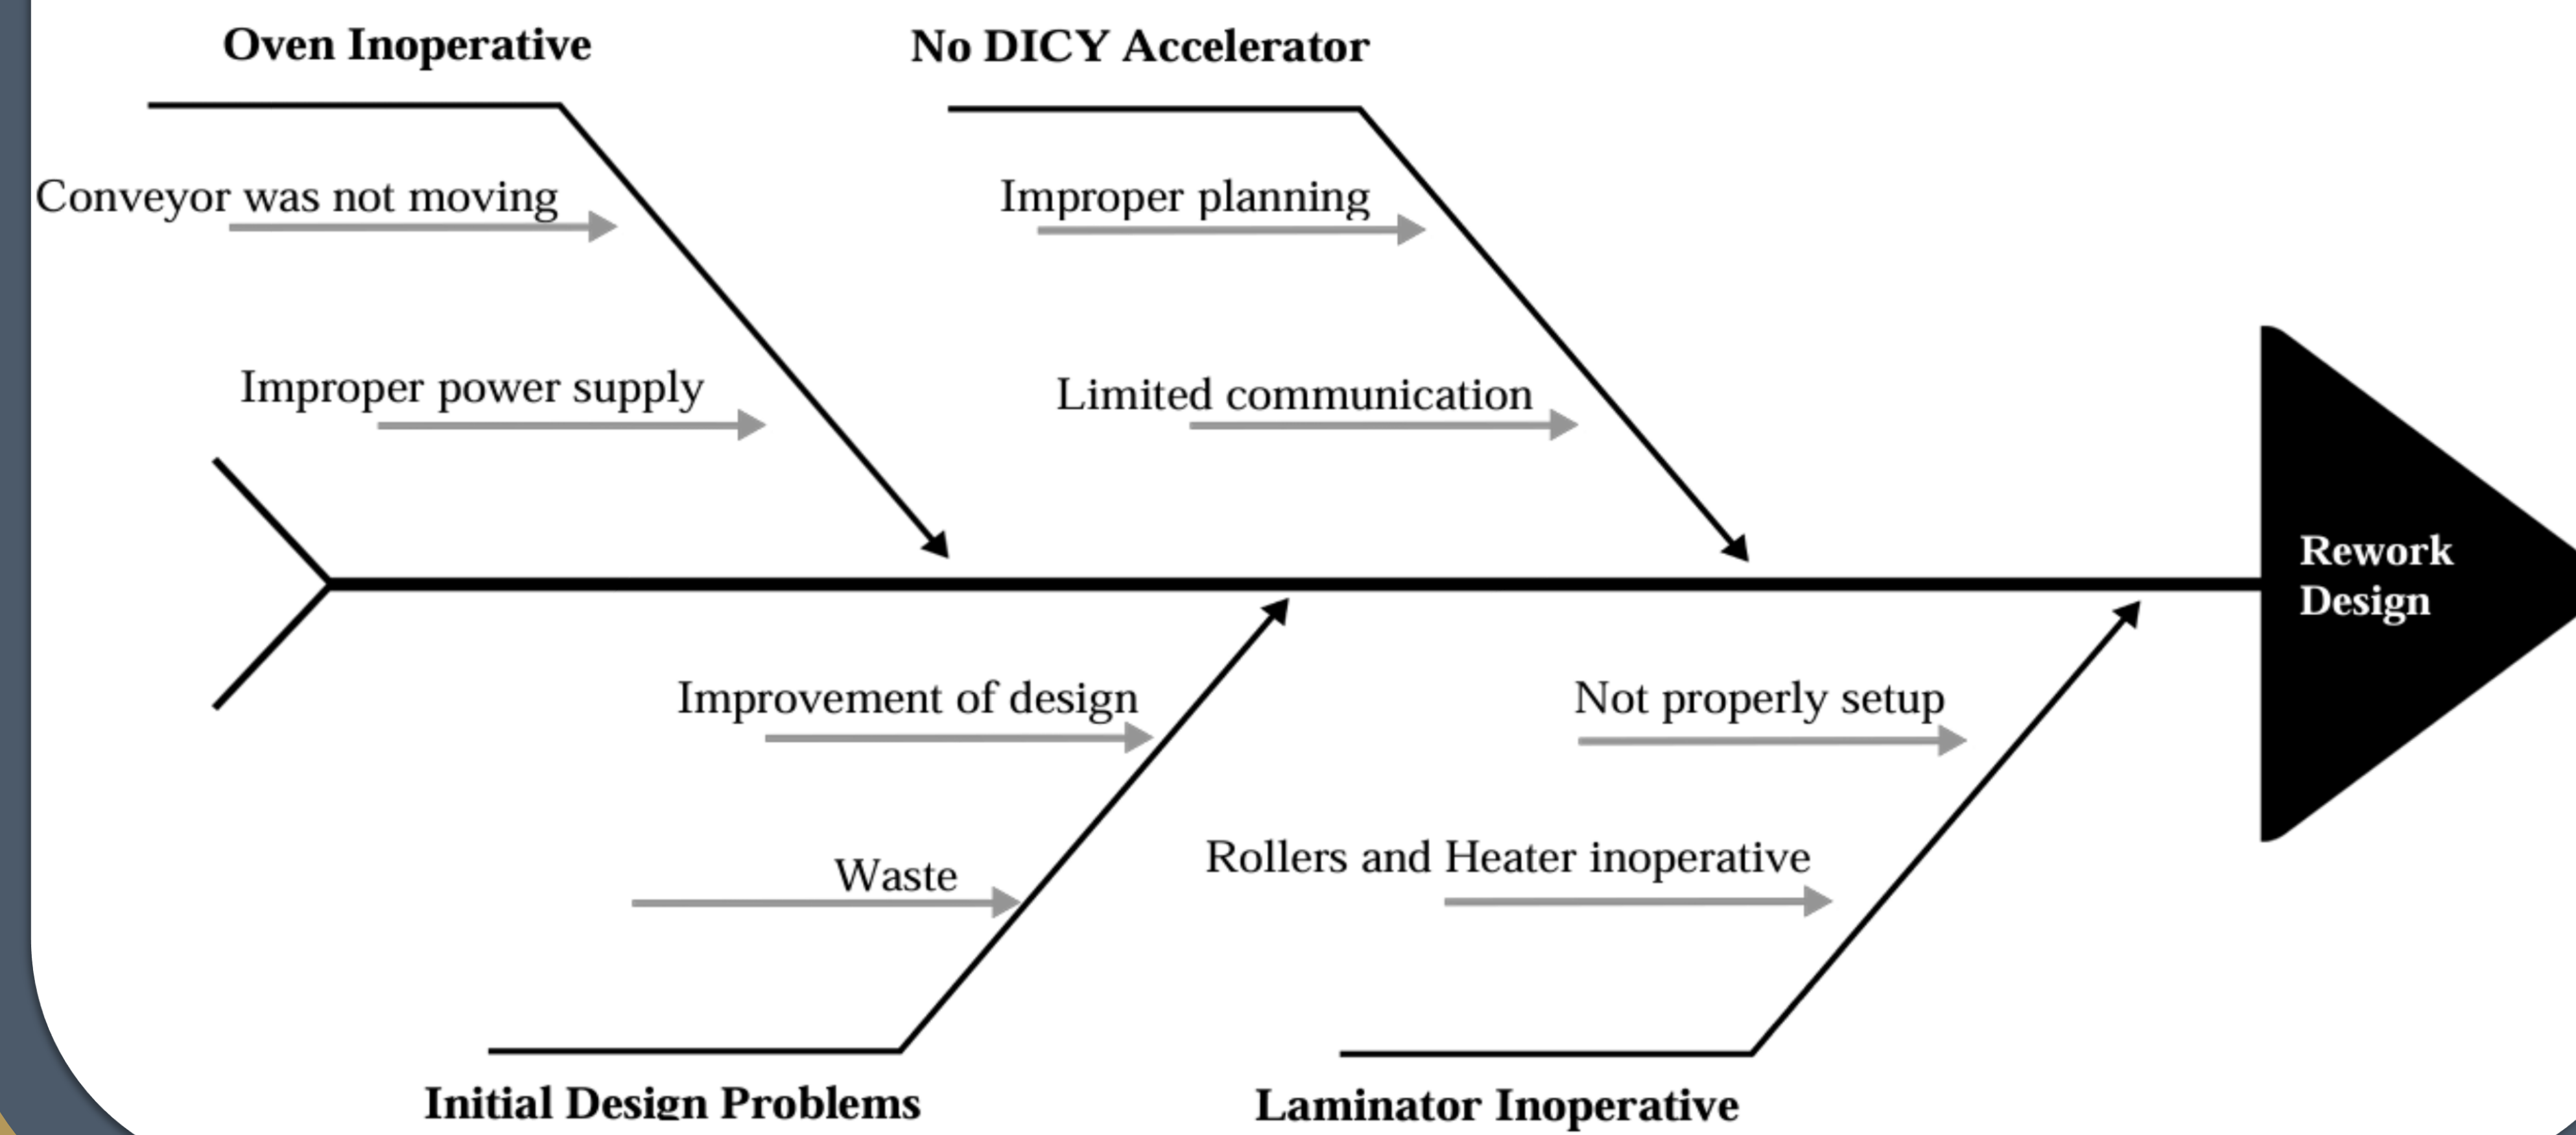 Oven Inoperative
No DICY Accelerator
Conveyor was not moving
Improper planning
Improper power supply
Limited communication
Rework
Design
Improvement of design
Not properly setup
Rollers and Heater inoperative
Waste
Initial Design Problems
Laminator Inoperative